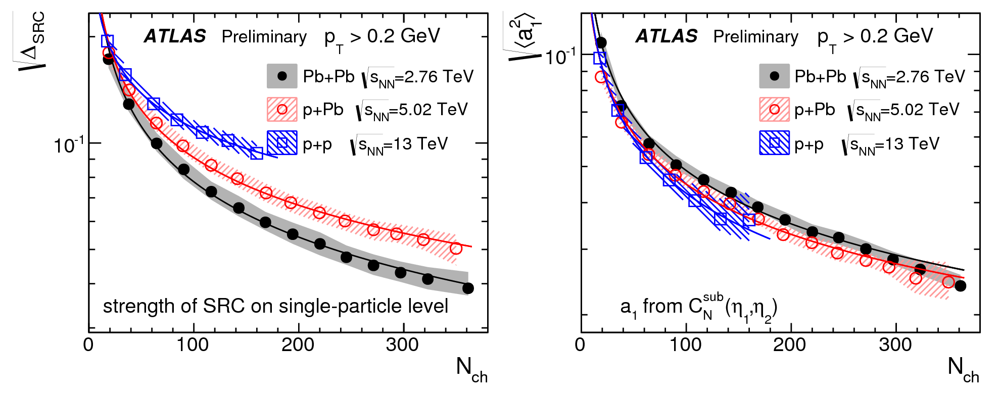 √Δ_SRC
ATLAS Preliminary p_T > 0.2 GeV
Pb+Pb √s_NN=2.76 TeV
p+Pb √s_NN=5.02 TeV
p+p √s_NN=13 TeV
10^-1
strength of SRC on single-particle level
0 100 200 300
N_ch
√⟨a_1^2⟩
ATLAS Preliminary p_T > 0.2 GeV
10^-1
Pb+Pb √s_NN=2.76 TeV
p+Pb √s_NN=5.02 TeV
p+p √s_NN=13 TeV
a_1 from C_N^sub(η_1,η_2)
0 100 200 300
N_ch